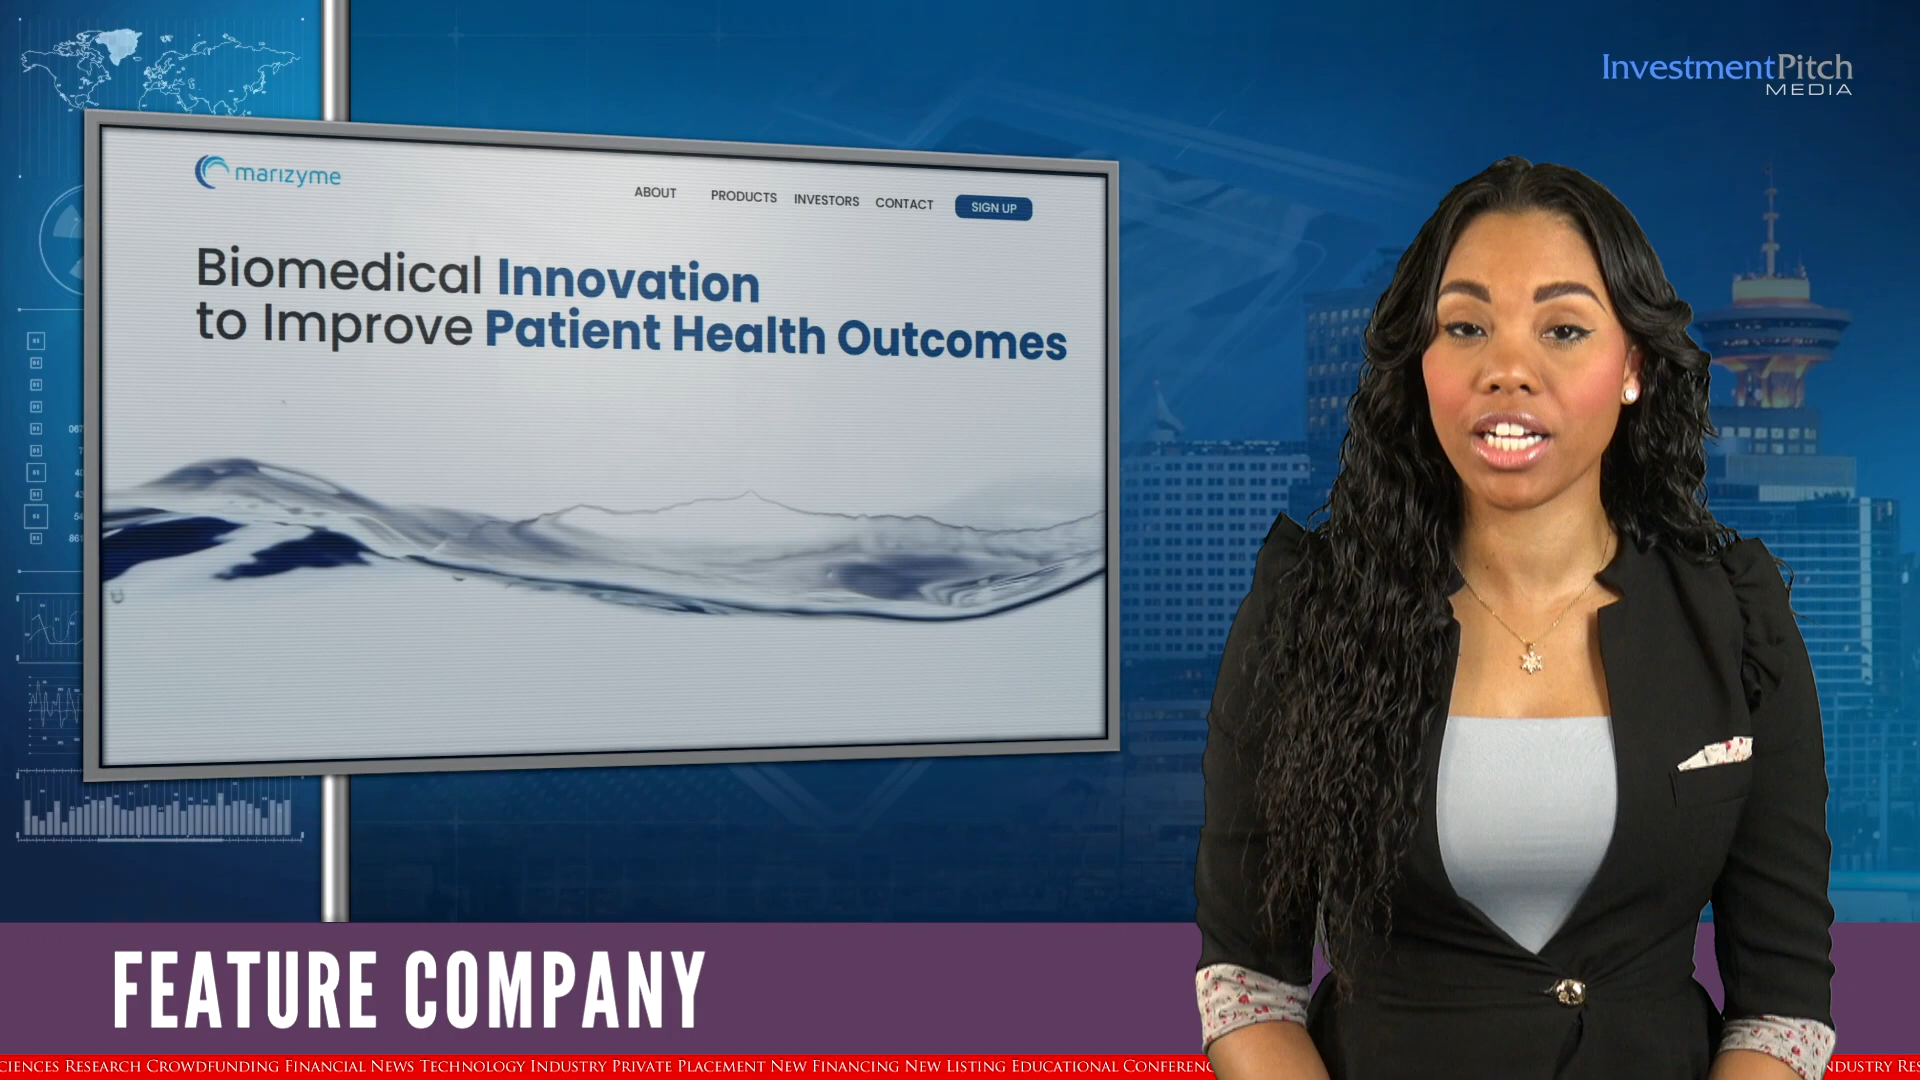 InvestmentPitch
MEDIA
marizyme
ABOUT PRODUCTS INVESTORS CONTACT SIGN UP
Biomedical Innovation
to Improve Patient Health Outcomes
FEATURE COMPANY
SCIENCES RESEARCH CROWDFUNDING FINANCIAL NEWS TECHNOLOGY INDUSTRY PRIVATE PLACEMENT NEW FINANCING NEW LISTING EDUCATIONAL